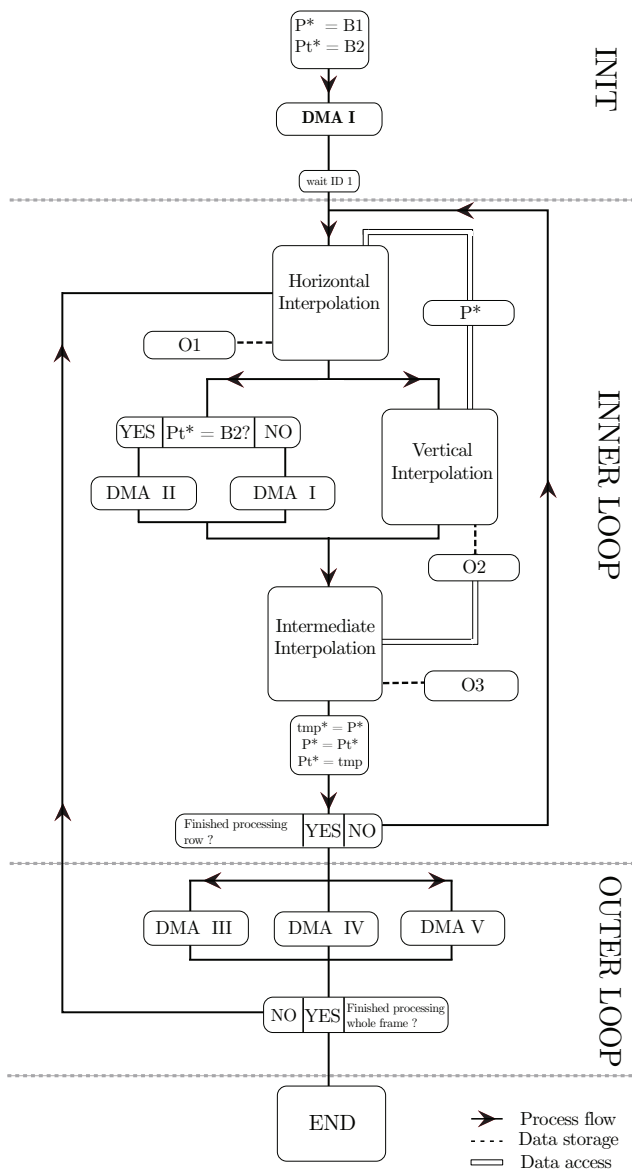 P* = B1
Pt* = B2
INIT
DMA I
wait ID 1
Horizontal
Interpolation
P*
O1
INNER LOOP
YES Pt* = B2? NO
Vertical
Interpolation
DMA II
DMA I
O2
Intermediate
Interpolation
O3
tmp* = P*
P* = Pt*
Pt* = tmp
Finished processing
row ?
YES NO
OUTER LOOP
DMA III
DMA IV
DMA V
NO YES
Finished processing
whole frame ?
END
Process flow
Data storage
Data access